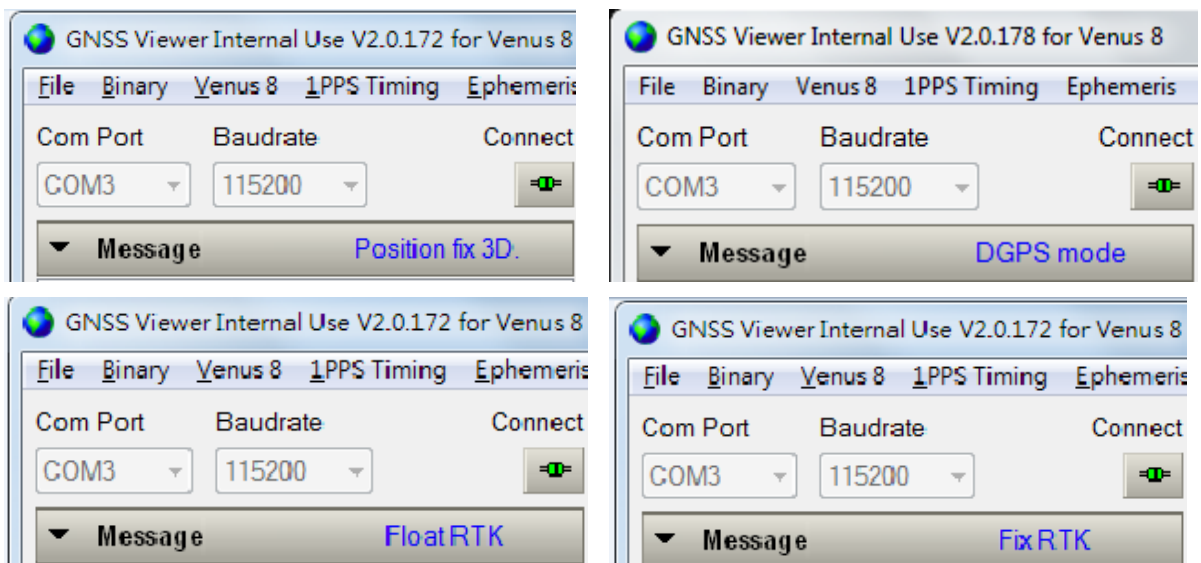 GNSS Viewer Internal Use V2.0.172 for Venus 8
File Binary Venus 8 1PPS Timing Ephemeris
Com Port Baudrate Connect
COM3 115200
Message Position fix 3D.
GNSS Viewer Internal Use V2.0.178 for Venus 8
File Binary Venus 8 1PPS Timing Ephemeris
Com Port Baudrate Connect
COM3 115200
Message DGPS mode
GNSS Viewer Internal Use V2.0.172 for Venus 8
File Binary Venus 8 1PPS Timing Ephemeris
Com Port Baudrate Connect
COM3 115200
Message Float RTK
GNSS Viewer Internal Use V2.0.172 for Venus 8
File Binary Venus 8 1PPS Timing Ephemeris
Com Port Baudrate Connect
COM3 115200
Message Fix RTK